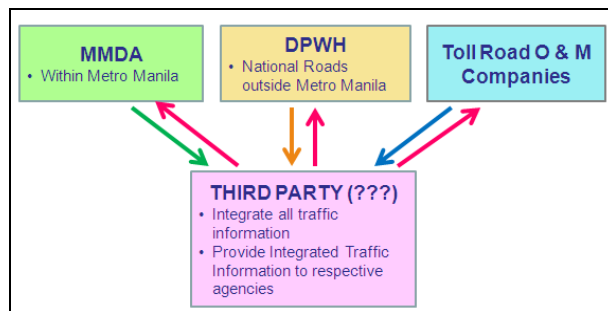 MMDA
• Within Metro Manila
DPWH
• National Roads
outside Metro Manila
Toll Road O & M
Companies
THIRD PARTY (???)
• Integrate all traffic
information
• Provide Integrated Traffic
Information to respective
agencies